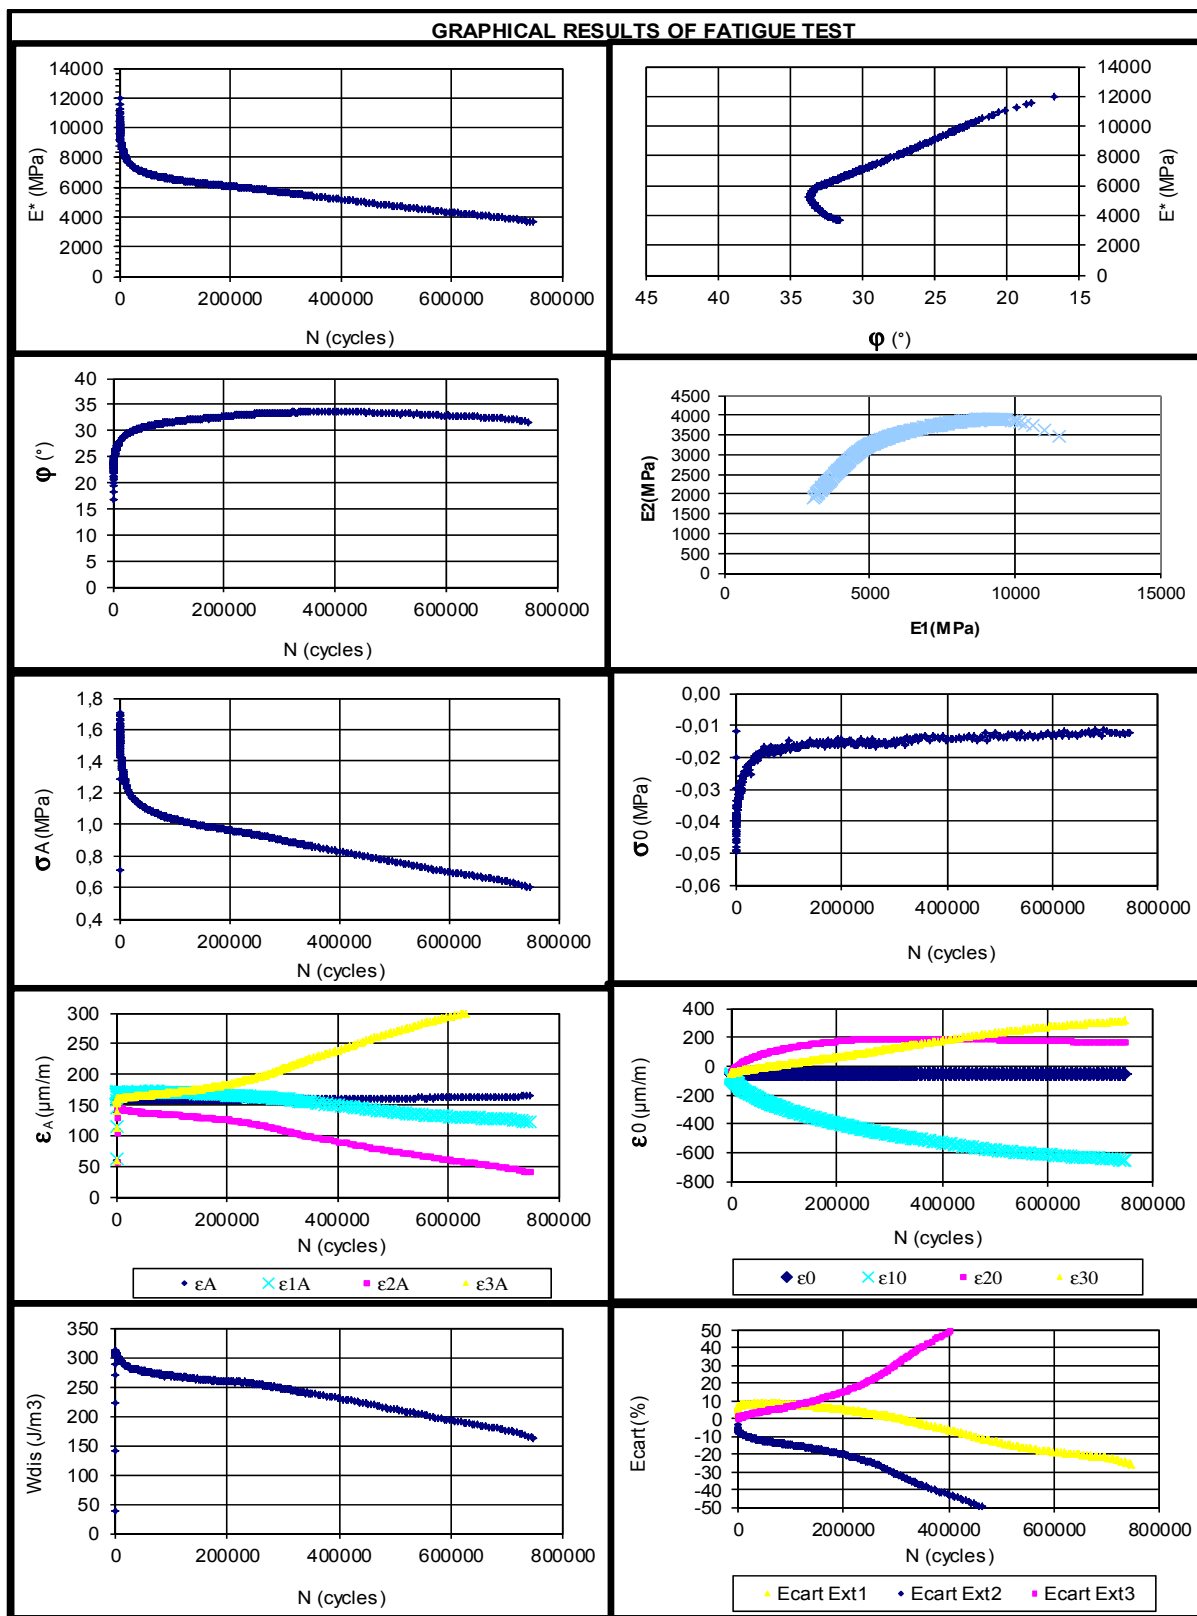 GRAPHICAL RESULTS OF FATIGUE TEST
14000
12000
10000
8000
6000
4000
2000
0
E* (MPa)
0 200000 400000 600000 800000
N (cycles)
14000
12000
10000
8000
6000
4000
2000
0
E* (MPa)
45 40 35 30 25 20 15
φ (°)
40
35
30
25
20
15
10
5
0
φ (°)
0 200000 400000 600000 800000
N (cycles)
4500
4000
3500
3000
2500
2000
1500
1000
500
0
E2(MPa)
0 5000 10000 15000
E1(MPa)
1,8
1,6
1,4
1,2
1,0
0,8
0,6
0,4
σA (MPa)
0 200000 400000 600000 800000
N (cycles)
0,00
-0,01
-0,02
-0,03
-0,04
-0,05
-0,06
σ0 (MPa)
0 200000 400000 600000 800000
N (cycles)
300
250
200
150
100
50
0
εA (µm/m)
0 200000 400000 600000 800000
N (cycles)
εA ε1A ε2A ε3A
400
200
0
-200
-400
-600
-800
ε0 (µm/m)
0 200000 400000 600000 800000
N (cycles)
ε0 ε10 ε20 ε30
350
300
250
200
150
100
50
0
Wdis (J/m3)
0 200000 400000 600000 800000
N (cycles)
50
40
30
20
10
0
-10
-20
-30
-40
-50
Ecart (%)
0 200000 400000 600000 800000
N (cycles)
Ecart Ext1 Ecart Ext2 Ecart Ext3